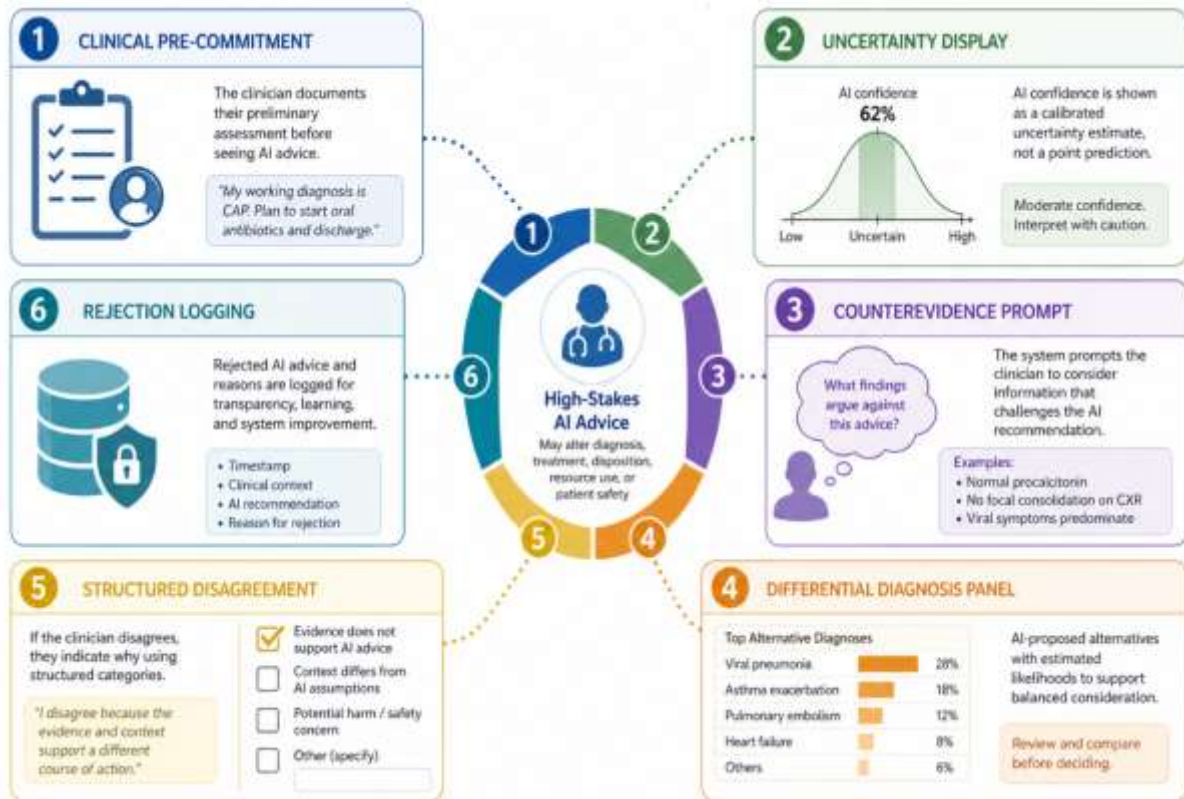 1 CLINICAL PRE-COMMITMENT
The clinician documents
their preliminary
assessment before
seeing AI advice.
"My working diagnosis is
CAP. Plan to start oral
antibiotics and discharge."
2 UNCERTAINTY DISPLAY
AI confidence
62%
Low Uncertain High
AI confidence is shown
as a calibrated
uncertainty estimate,
not a point prediction.
Moderate confidence.
Interpret with caution.
1
2
3
4
5
6
High-Stakes
AI Advice
May alter diagnosis,
treatment, disposition,
resource use, or
patient safety
3 COUNTEREVIDENCE PROMPT
What findings
argue against
this advice?
The system prompts the
clinician to consider
information that
challenges the AI
recommendation.
Examples:
• Normal procalcitonin
• No focal consolidation on CXR
• Viral symptoms predominate
4 DIFFERENTIAL DIAGNOSIS PANEL
Top Alternative Diagnoses
Viral pneumonia 28%
Asthma exacerbation 18%
Pulmonary embolism 12%
Heart failure 8%
Others 6%
AI-proposed alternatives
with estimated
likelihoods to support
balanced consideration.
Review and compare
before deciding.
5 STRUCTURED DISAGREEMENT
If the clinician disagrees,
they indicate why using
structured categories.
"I disagree because the
evidence and context
support a different
course of action."
Evidence does not
support AI advice
Context differs from
AI assumptions
Potential harm / safety
concern
Other (specify)
6 REJECTION LOGGING
Rejected AI advice and
reasons are logged for
transparency, learning,
and system improvement.
• Timestamp
• Clinical context
• AI recommendation
• Reason for rejection